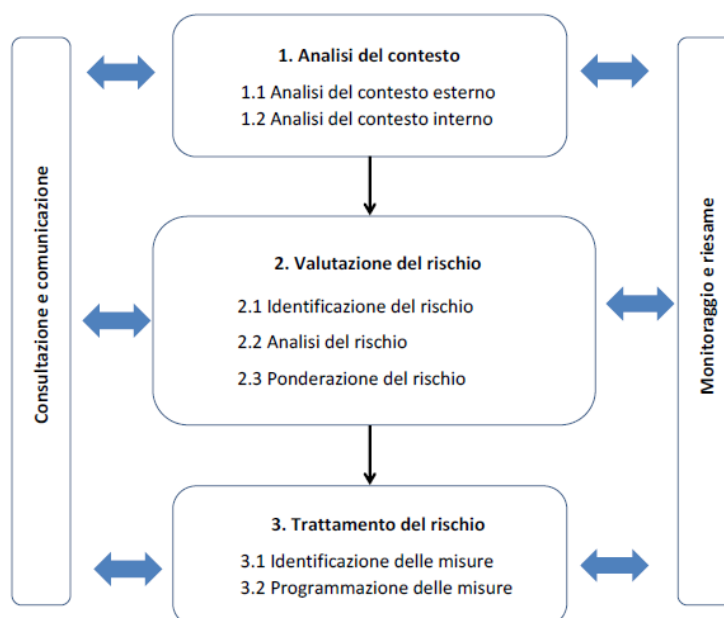 Consultazione e comunicazione
1. Analisi del contesto
1.1 Analisi del contesto esterno
1.2 Analisi del contesto interno
2. Valutazione del rischio
2.1 Identificazione del rischio
2.2 Analisi del rischio
2.3 Ponderazione del rischio
3. Trattamento del rischio
3.1 Identificazione delle misure
3.2 Programmazione delle misure
Monitoraggio e riesame